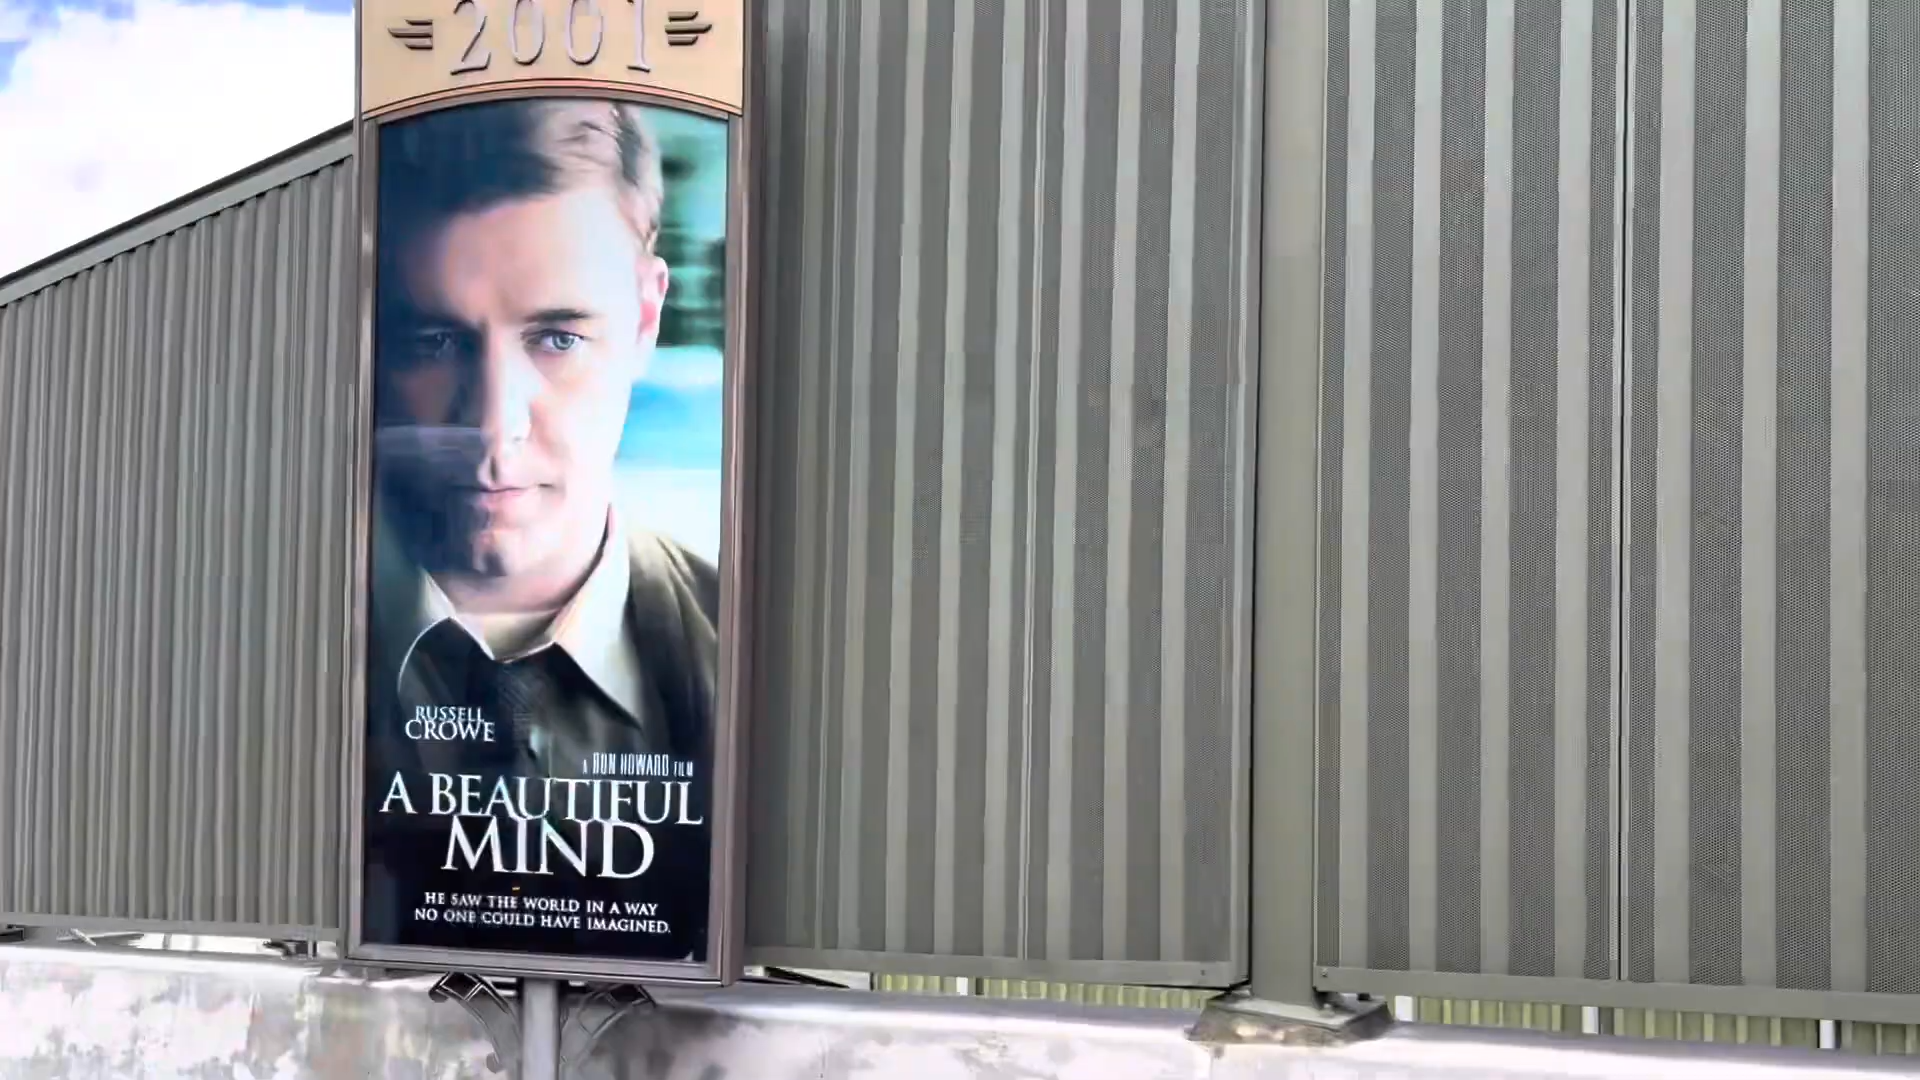 2001
RUSSELL
CROWE
A RON HOWARD FILM
A BEAUTIFUL
MIND
HE SAW THE WORLD IN A WAY
NO ONE COULD HAVE IMAGINED.